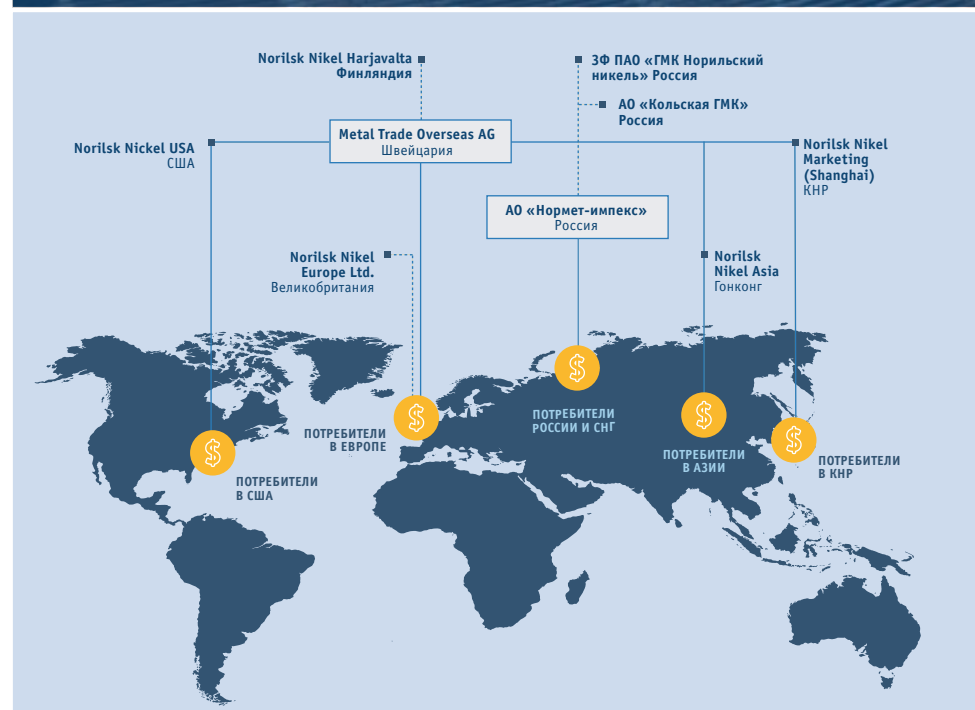 Norilsk Nikel Harjavalta
Финляндия
ЗФ ПАО «ГМК Норильский
никель» Россия
АО «Кольская ГМК»
Россия
Metal Trade Overseas AG
Швейцария
Norilsk Nickel USA
США
Norilsk Nikel
Marketing
(Shanghai)
КНР
АО «Нормет-импекс»
Россия
Norilsk Nikel
Europe Ltd.
Великобритания
Norilsk
Nikel Asia
Гонконг
ПОТРЕБИТЕЛИ
В США
ПОТРЕБИТЕЛИ
В ЕВРОПЕ
ПОТРЕБИТЕЛИ
РОССИИ И СНГ
ПОТРЕБИТЕЛИ
В АЗИИ
ПОТРЕБИТЕЛИ
В КНР